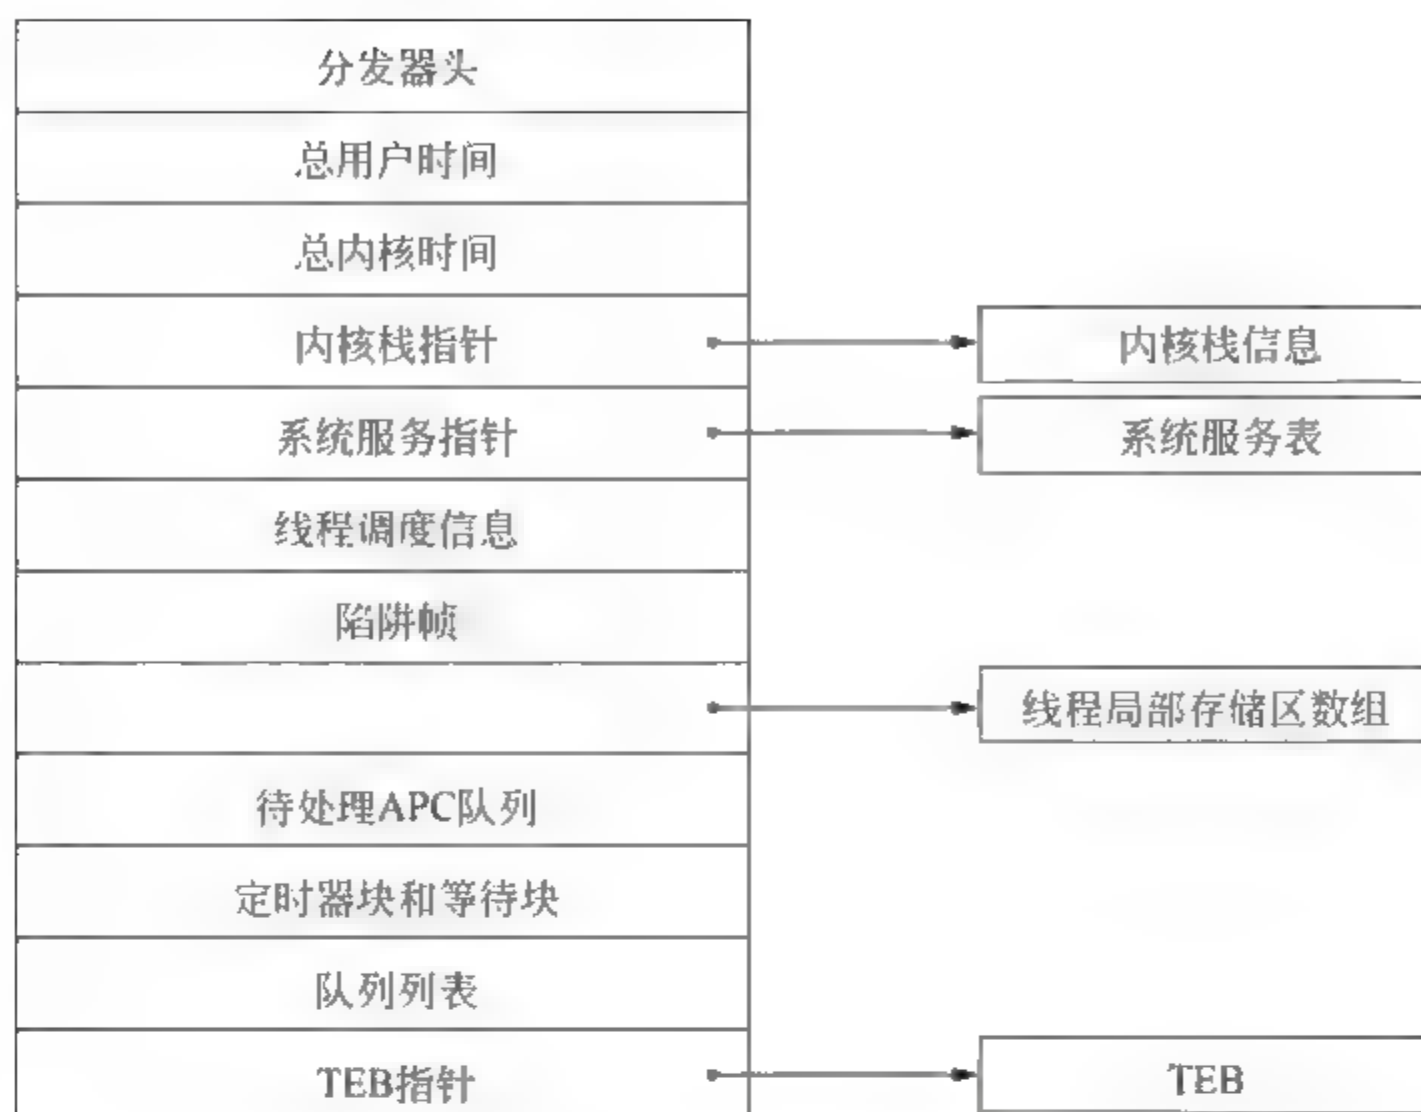 分发器头
总用户时间
总内核时间
内核栈指针
内核栈信息
系统服务指针
系统服务表
线程调度信息
陷阱帧
线程局部存储区数组
待处理APC队列
定时器块和等待块
队列列表
TEB指针
TEB